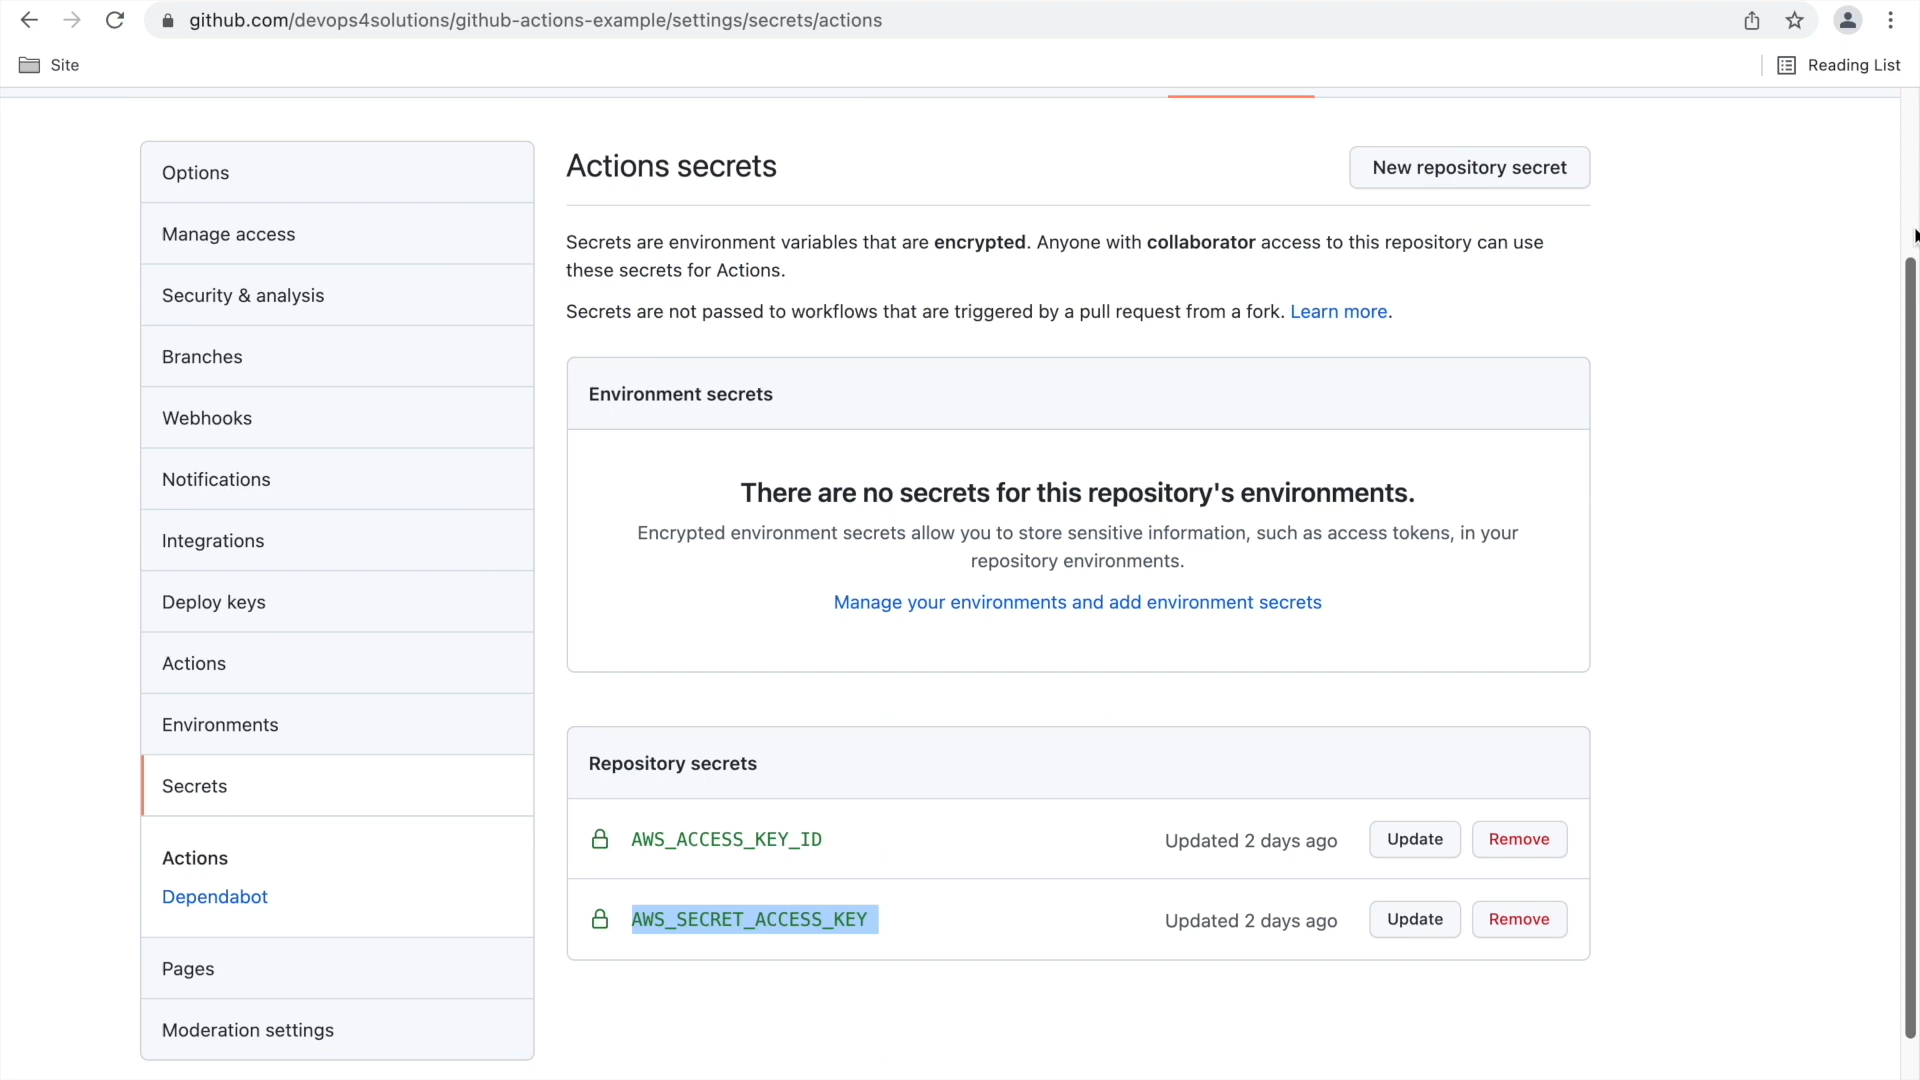 github.com/devops4solutions/github-actions-example/settings/secrets/actions
Site
Reading List
Options
Manage access
Security & analysis
Branches
Webhooks
Notifications
Integrations
Deploy keys
Actions
Environments
Secrets
Actions
Dependabot
Pages
Moderation settings
Actions secrets
New repository secret
Secrets are environment variables that are encrypted. Anyone with collaborator access to this repository can use
these secrets for Actions.
Secrets are not passed to workflows that are triggered by a pull request from a fork. Learn more.
Environment secrets
There are no secrets for this repository's environments.
Encrypted environment secrets allow you to store sensitive information, such as access tokens, in your
repository environments.
Manage your environments and add environment secrets
Repository secrets
AWS_ACCESS_KEY_ID Updated 2 days ago Update Remove
AWS_SECRET_ACCESS_KEY Updated 2 days ago Update Remove